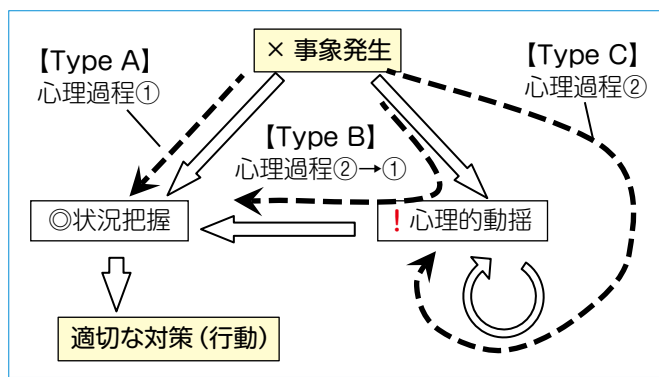 × 事象発生
【Type A】
心理過程①
【Type C】
心理過程②
【Type B】
心理過程②→①
◎状況把握
!心理的動揺
適切な対策(行動)